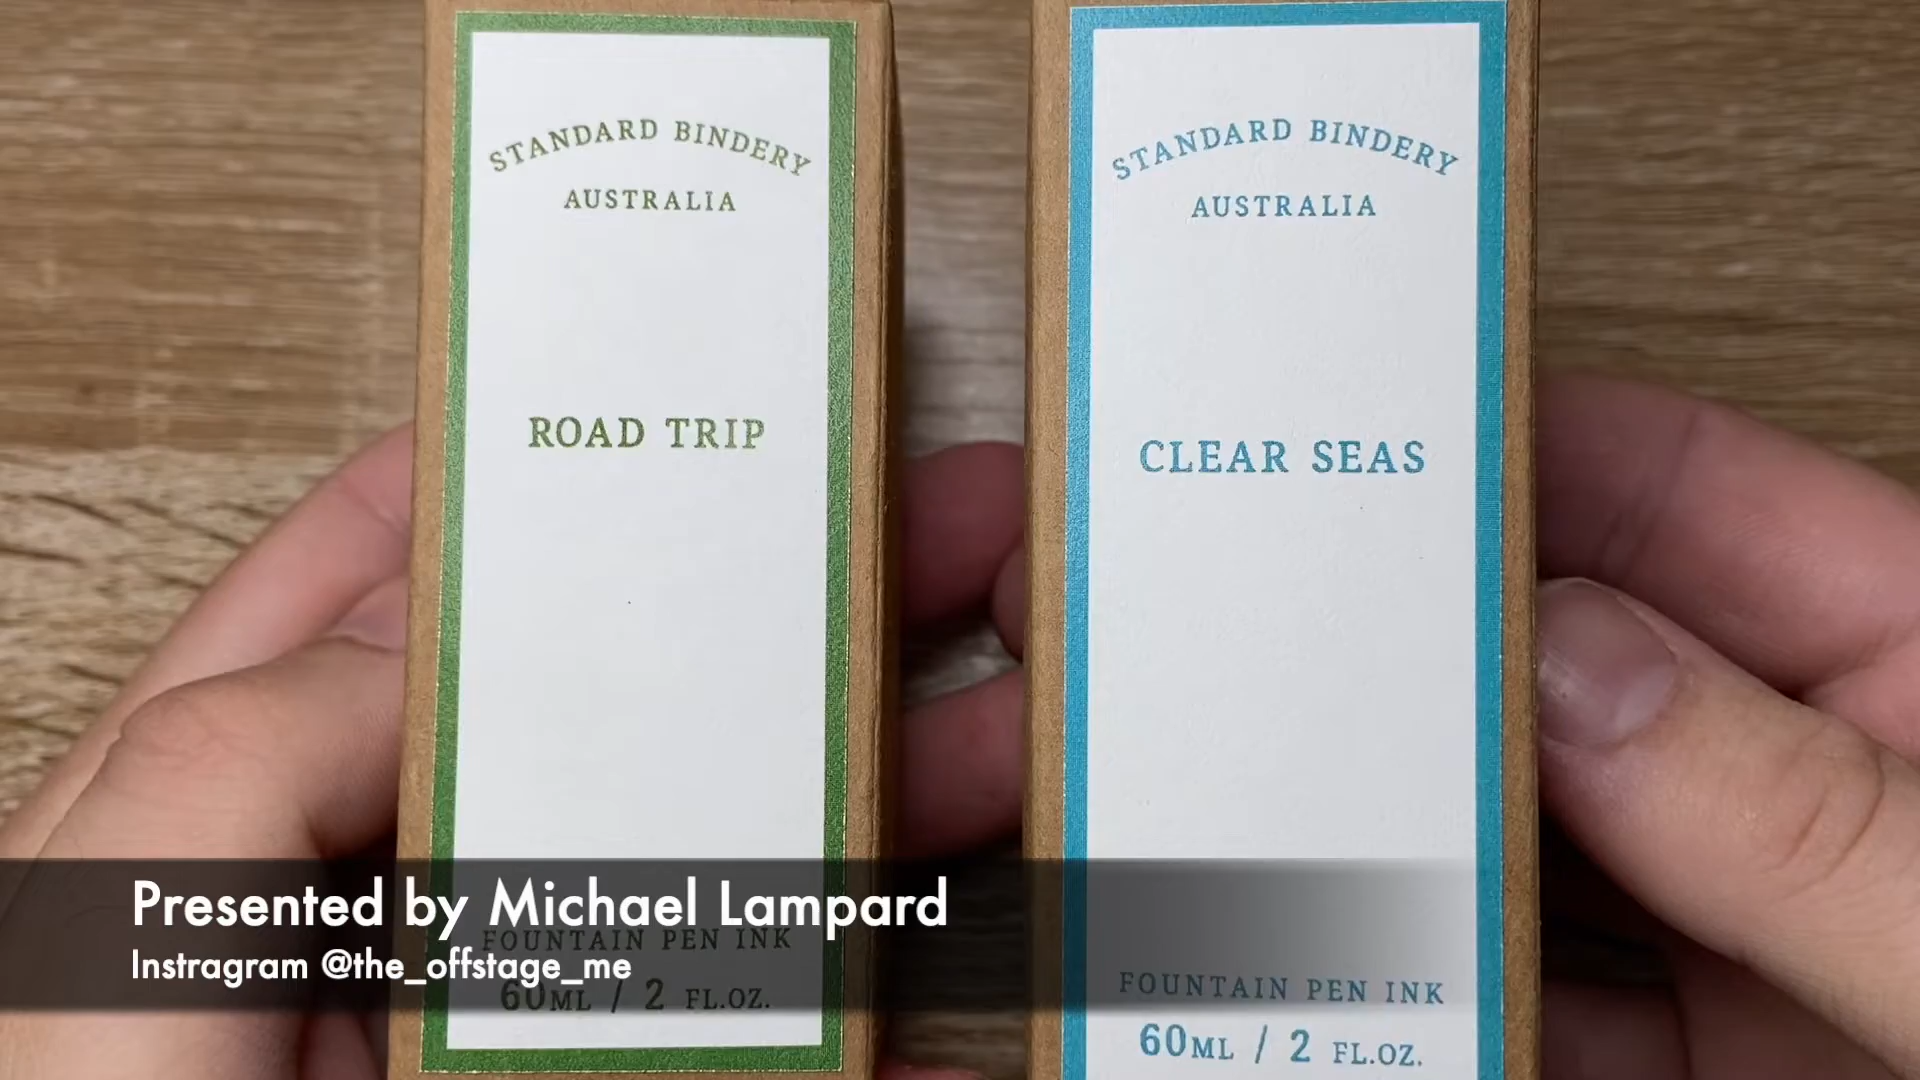 STANDARD BINDERY
AUSTRALIA
ROAD TRIP
FOUNTAIN PEN INK
60ML / 2 FL.OZ.
STANDARD BINDERY
AUSTRALIA
CLEAR SEAS
FOUNTAIN PEN INK
60ML / 2 FL.OZ.
Presented by Michael Lampard
Instragram @the_offstage_me